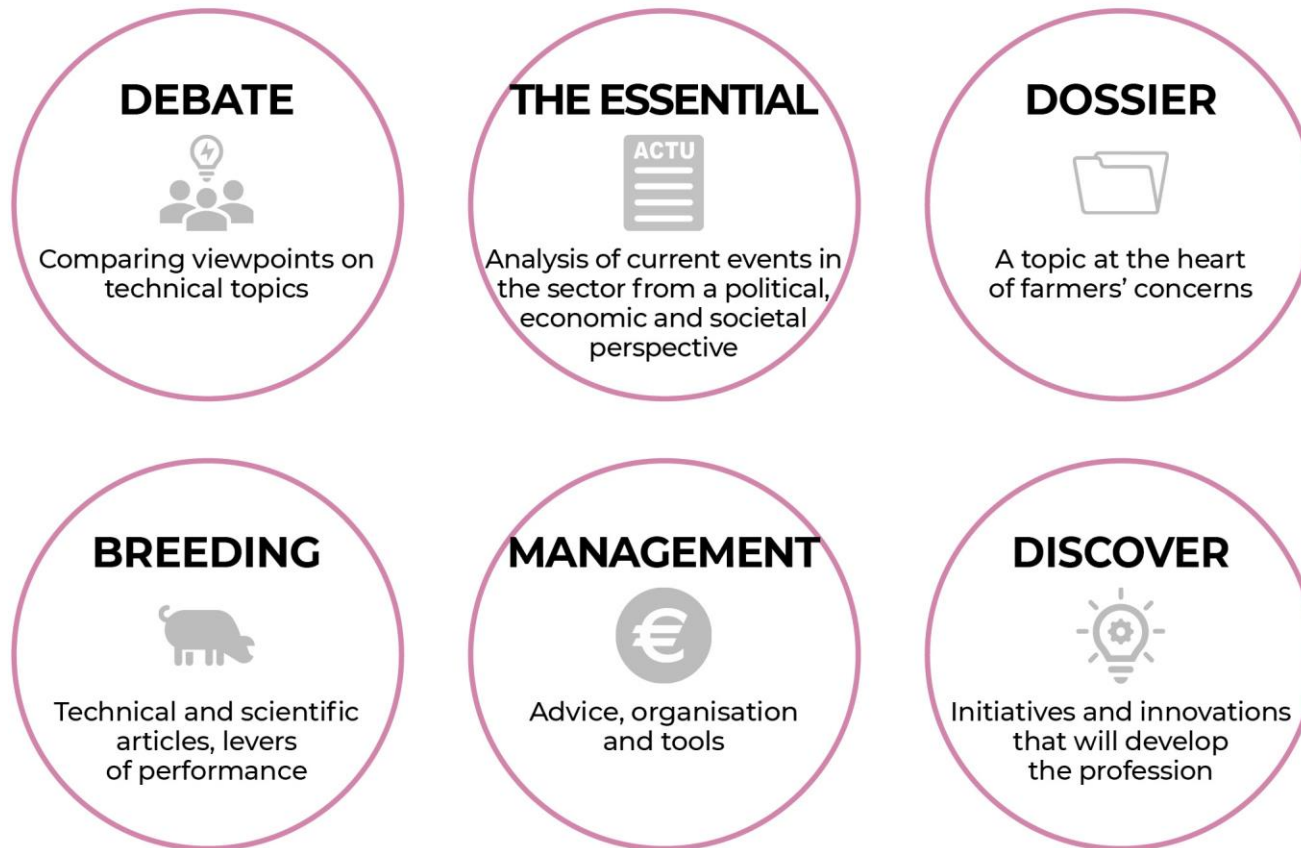 DEBATE
Comparing viewpoints on
technical topics
THE ESSENTIAL
ACTU
Analysis of current events in
the sector from a political,
economic and societal
perspective
DOSSIER
A topic at the heart
of farmers’ concerns
BREEDING
Technical and scientific
articles, levers
of performance
MANAGEMENT
€
Advice, organisation
and tools
DISCOVER
Initiatives and innovations
that will develop
the profession